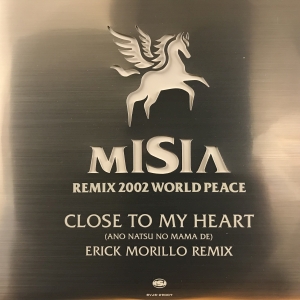 MISIA
REMIX 2002 WORLD PEACE
CLOSE TO MY HEART
(ANO NATSU NO MAMA DE)
ERICK MORILLO REMIX